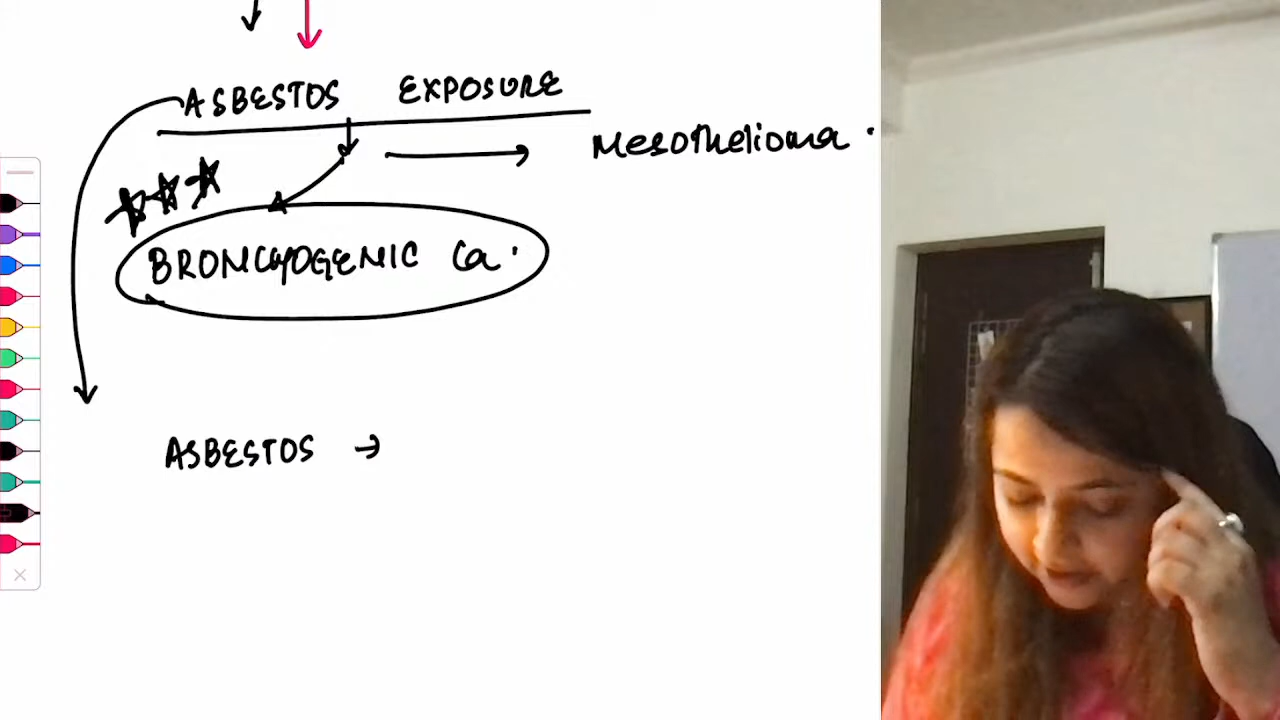 ASBESTOS EXPOSURE
Mesothelioma.
BRONCHOGENIC Ca.
ASBESTOS →